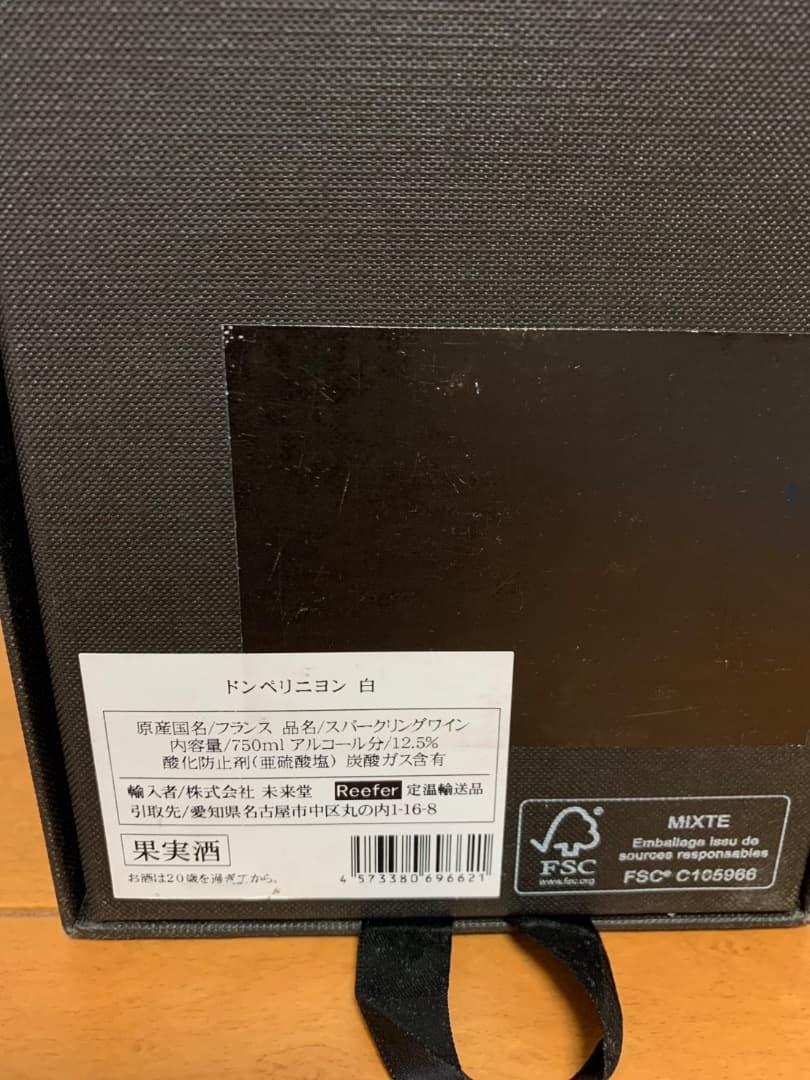 ドンペリニヨン 白
原産国名/フランス 品名/スパークリングワイン
内容量/750ml アルコール分/12.5%
酸化防止剤(亜硫酸塩) 炭酸ガス含有
輸入者/株式会社 未来堂 Reefer 定温輸送品
引取先/愛知県名古屋市中区丸の内1-16-8
果実酒
お酒は20歳を過ぎてから。
4 573380 696621
FSC
www.fsc.org
MIXTE
Emballage issu de
sources responsables
FSC® C105966